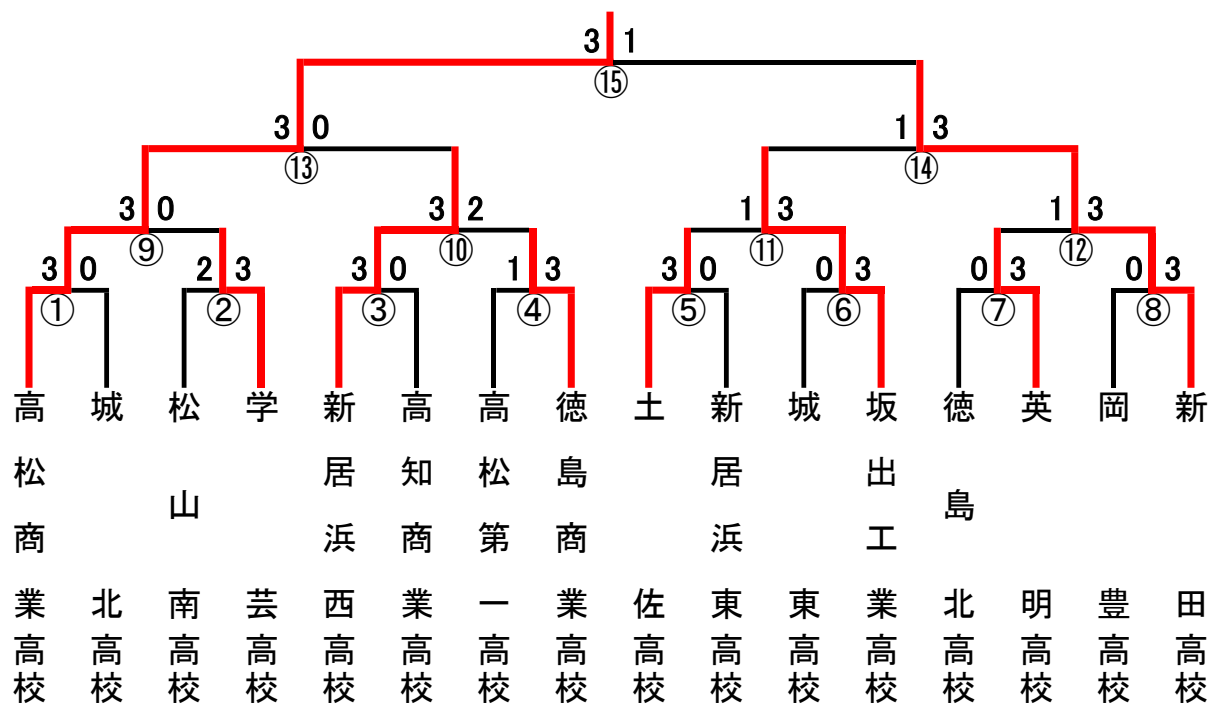 3 1
⑮
3 0
⑬
1 3
⑭
3 0
⑨
3 2
⑩
1 3
⑪
1 3
⑫
3 0
①
2 3
②
3 0
③
1 3
④
3 0
⑤
0 3
⑥
0 3
⑦
0 3
⑧
高松商業高校
城北高校
松山南高校
学芸高校
新居浜西高校
高知商業高校
高松第一高校
徳島商業高校
土佐高校
新居浜東高校
城東高校
坂出工業高校
徳島北高校
英明高校
岡豊高校
新田高校